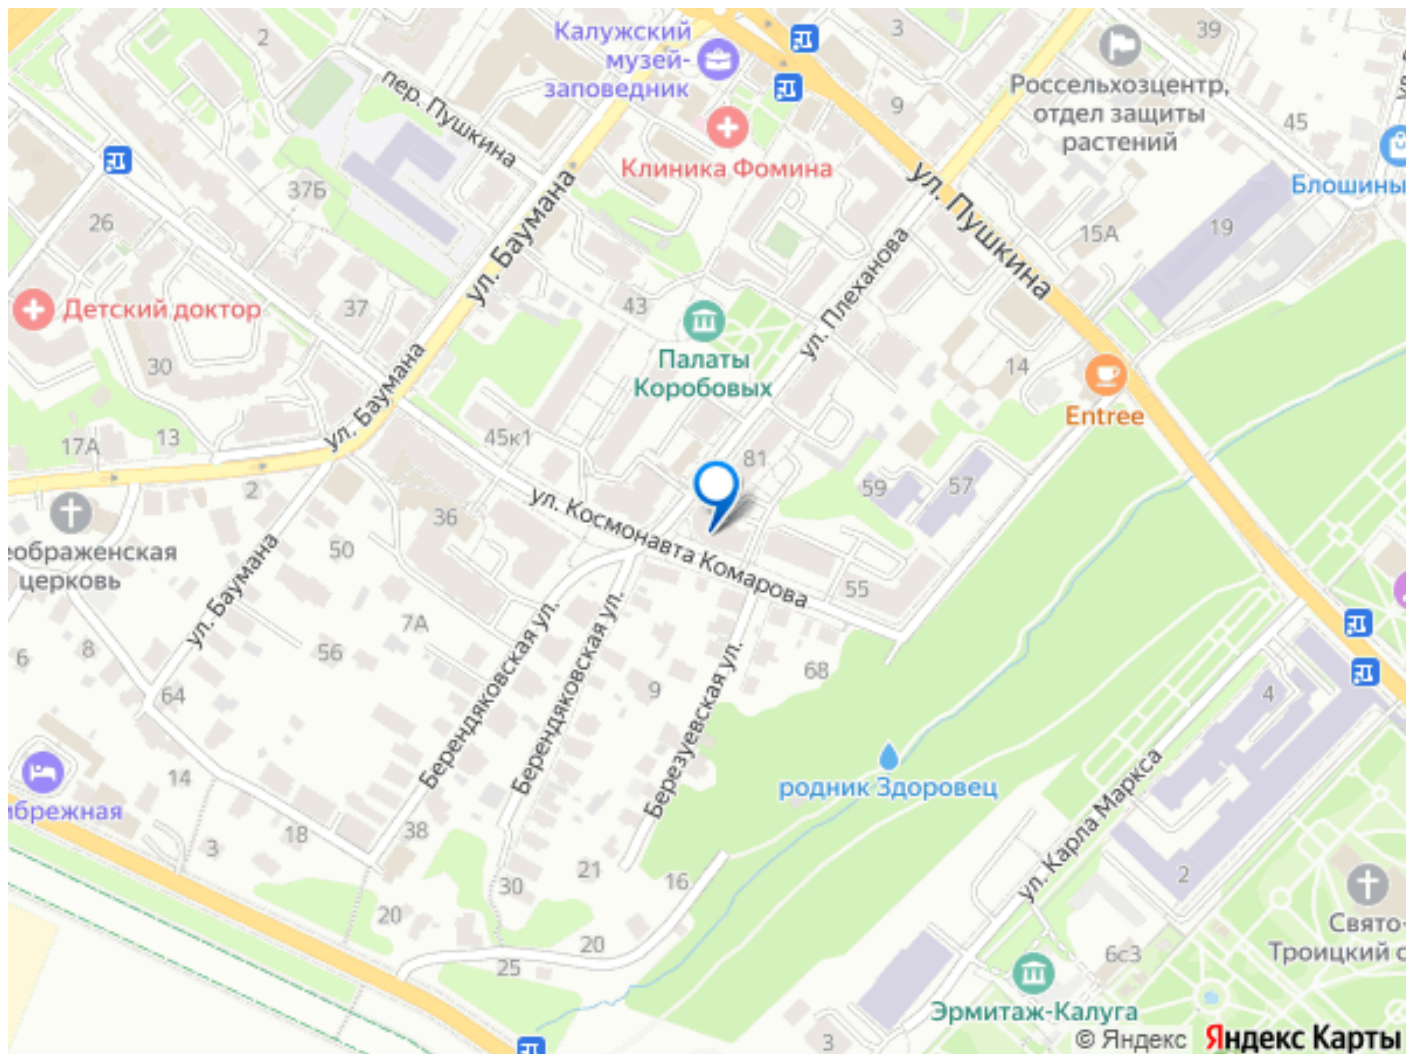 2
Калужский
музей-
заповедник
3
39
Россельхозцентр,
отдел защиты
растений
9
45
пер. Пушкина
Клиника Фомина
ул. Пушкина
Блошины
37Б
26
ул. Баумана
15А
19
Детский доктор
37
43
ул. Плеханова
30
Палаты
Коробовых
14
Entree
ул. Баумана
17А
13
45к1
81
59
57
2
36
ул. Космонавта Комарова
еображенская
церковь
50
ул. Баумана
55
7А
56
6
8
64
Берендяковская ул.
Берендяковская ул.
9
Березуевская ул.
68
4
14
родник Здоровец
ибрежная
18
3
38
ул. Карла Маркса
21
16
30
2
20
20
25
Свято-
Троицкий с
6с3
Эрмитаж-Калуга
3
© Яндекс Яндекс Карты